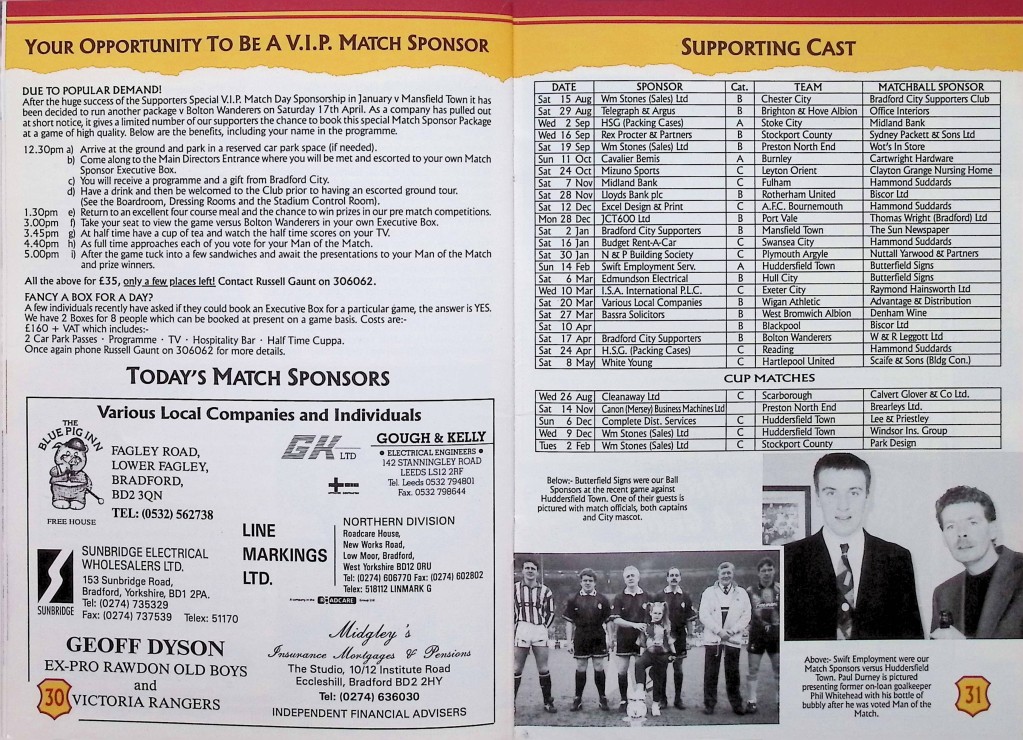 YOUR OPPORTUNITY TO BE A V.I.P. MATCH SPONSOR
DUE TO POPULAR DEMAND!
After the huge success of the Supporters Special V.I.P. Match Day Sponsorship in January v Mansfield Town it has
been decided to run another package v Bolton Wanderers on Saturday 17th April. As a company has pulled out
at short notice, it gives a limited number of our supporters the chance to book this special Match Sponsor Package
at a game of high quality. Below are the benefits, including your name in the programme.
12.30pm a) Arrive at the ground and park in a reserved car park space (if needed).
b) Come along to the Main Directors Entrance where you will be met and escorted to your own Match
Sponsor Executive Box.
c) You will receive a programme and a gift from Bradford City.
d) Have a drink and then be welcomed to the Club prior to having an escorted ground tour.
(See the Boardroom, Dressing Rooms and the Stadium Control Room).
1.30pm e) Return to an excellent four course meal and the chance to win prizes in our pre match competitions.
3.00pm f) Take your seat to view the game versus Bolton Wanderers in your own Executive Box.
3.45pm g) At half time have a cup of tea and watch the half time scores on your TV.
4.40pm h) As full time approaches each of you vote for your Man of the Match.
5.00pm i) After the game tuck into a few sandwiches and await the presentations to your Man of the Match
and prize winners.
All the above for £35, only a few places left! Contact Russell Gaunt on 306062.
FANCY A BOX FOR A DAY?
A few individuals recently have asked if they could book an Executive Box for a particular game, the answer is YES.
We have 2 Boxes for 8 people which can be booked at present on a game basis. Costs are:-
£160 + VAT which includes:-
2 Car Park Passes · Programme · TV · Hospitality Bar · Half Time Cuppa.
Once again phone Russell Gaunt on 306062 for more details.
TODAY'S MATCH SPONSORS
Various Local Companies and Individuals
THE
BLUE PIG INN
FREE HOUSE
FAGLEY ROAD,
LOWER FAGLEY,
BRADFORD,
BD2 3QN
TEL: (0532) 562738
GK LTD
GOUGH & KELLY
• ELECTRICAL ENGINEERS •
142 STANNINGLEY ROAD
LEEDS LS12 2RF
Tel. Leeds 0532 794801
Fax. 0532 798644
SUNBRIDGE
SUNBRIDGE ELECTRICAL
WHOLESALERS LTD.
153 Sunbridge Road,
Bradford, Yorkshire, BD1 2PA.
Tel: (0274) 735329
Fax: (0274) 737539 Telex: 51170
LINE
MARKINGS
LTD.
NORTHERN DIVISION
Roadcare House,
New Works Road,
Low Moor, Bradford,
West Yorkshire BD12 0RU
Tel: (0274) 606770 Fax: (0274) 602802
Telex: 518112 LINMARK G
A company in the ROADCARE Group Ltd
GEOFF DYSON
EX-PRO RAWDON OLD BOYS
and
VICTORIA RANGERS
Midgley's
Insurance Mortgages & Pensions
The Studio, 10/12 Institute Road
Eccleshill, Bradford BD2 2HY
Tel: (0274) 636030
INDEPENDENT FINANCIAL ADVISERS
30
SUPPORTING CAST
DATE SPONSOR Cat. TEAM MATCHBALL SPONSOR
Sat 15 Aug Wm Stones (Sales) Ltd B Chester City Bradford City Supporters Club
Sat 29 Aug Telegraph & Argus B Brighton & Hove Albion Office Interiors
Wed 2 Sep HSG (Packing Cases) A Stoke City Midland Bank
Wed 16 Sep Rex Procter & Partners B Stockport County Sydney Packett & Sons Ltd
Sat 19 Sep Wm Stones (Sales) Ltd B Preston North End Wot's In Store
Sun 11 Oct Cavalier Bemis A Burnley Cartwright Hardware
Sat 24 Oct Mizuno Sports C Leyton Orient Clayton Grange Nursing Home
Sat 7 Nov Midland Bank C Fulham Hammond Suddards
Sat 28 Nov Lloyds Bank plc B Rotherham United Biscor Ltd
Sat 12 Dec Excel Design & Print C A.F.C. Bournemouth Hammond Suddards
Mon 28 Dec JCT600 Ltd B Port Vale Thomas Wright (Bradford) Ltd
Sat 2 Jan Bradford City Supporters B Mansfield Town The Sun Newspaper
Sat 16 Jan Budget Rent-A-Car C Swansea City Hammond Suddards
Sat 30 Jan N & P Building Society C Plymouth Argyle Nuttall Yarwood & Partners
Sun 14 Feb Swift Employment Serv. A Huddersfield Town Butterfield Signs
Sat 6 Mar Edmundson Electrical B Hull City Butterfield Signs
Wed 10 Mar I.S.A. International P.L.C. C Exeter City Raymond Hainsworth Ltd
Sat 20 Mar Various Local Companies B Wigan Athletic Advantage & Distribution
Sat 27 Mar Bassra Solicitors B West Bromwich Albion Denham Wine
Sat 10 Apr B Blackpool Biscor Ltd
Sat 17 Apr Bradford City Supporters B Bolton Wanderers W & R Leggott Ltd
Sat 24 Apr H.S.G. (Packing Cases) C Reading Hammond Suddards
Sat 8 May White Young C Hartlepool United Scaife & Sons (Bldg Con.)
CUP MATCHES
Wed 26 Aug Cleanaway Ltd C Scarborough Calvert Glover & Co Ltd.
Sat 14 Nov Canon (Mersey) Business Machines Ltd Preston North End Brearleys Ltd.
Sun 6 Dec Complete Dist. Services C Huddersfield Town Lee & Priestley
Wed 9 Dec Wm Stones (Sales) Ltd C Huddersfield Town Windsor Ins. Group
Tues 2 Feb Wm Stones (Sales) Ltd C Stockport County Park Design
Below:- Butterfield Signs were our Ball
Sponsors at the recent game against
Huddersfield Town. One of their guests is
pictured with match officials, both captains
and City mascot.
Above:- Swift Employment were our
Match Sponsors versus Huddersfield
Town. Paul Durney is pictured
presenting former on-loan goalkeeper
Phil Whitehead with his bottle of
bubbly after he was voted Man of the
Match.
31